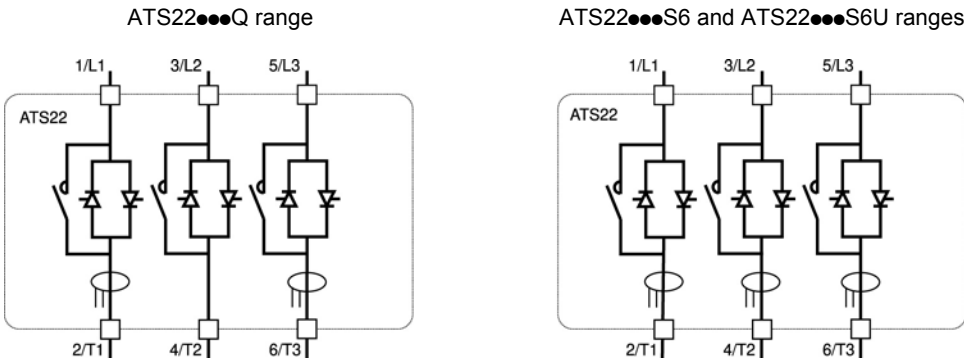 ATS22●●●Q range
ATS22●●●S6 and ATS22●●●S6U ranges
1/L1 3/L2 5/L3
1/L1 3/L2 5/L3
ATS22
ATS22
2/T1 4/T2 6/T3
2/T1 4/T2 6/T3